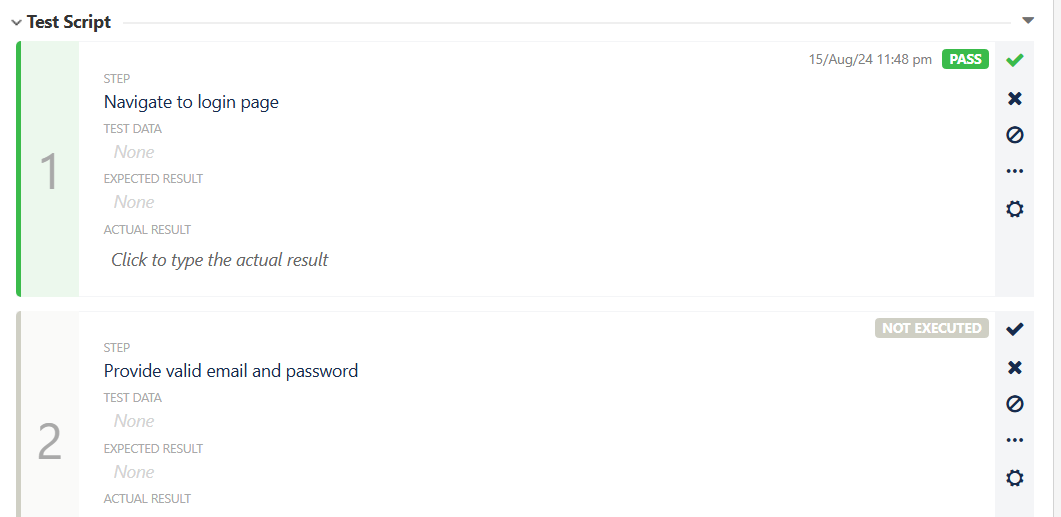 Test Script
15/Aug/24 11:48 pm PASS
STEP
Navigate to login page
TEST DATA
None
EXPECTED RESULT
None
ACTUAL RESULT
Click to type the actual result
1
NOT EXECUTED
STEP
Provide valid email and password
TEST DATA
None
EXPECTED RESULT
None
ACTUAL RESULT
2